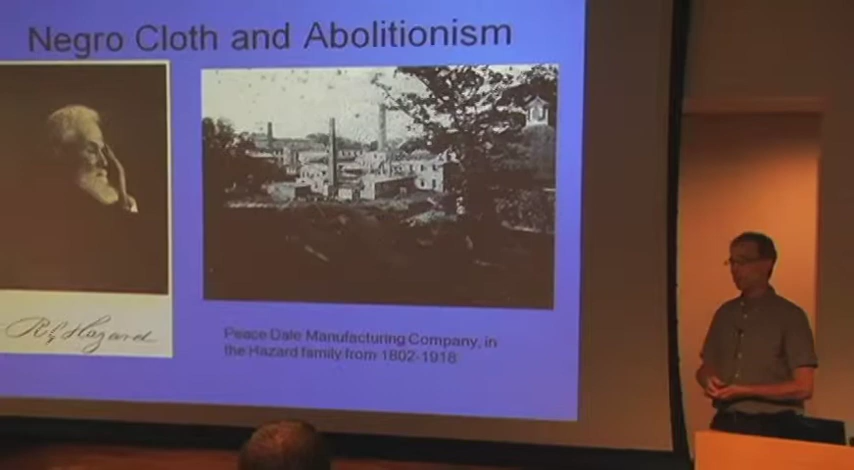 Negro Cloth and Abolitionism
R G Hazard
Peace Dale Manufacturing Company, in
the Hazard family from 1802-1918